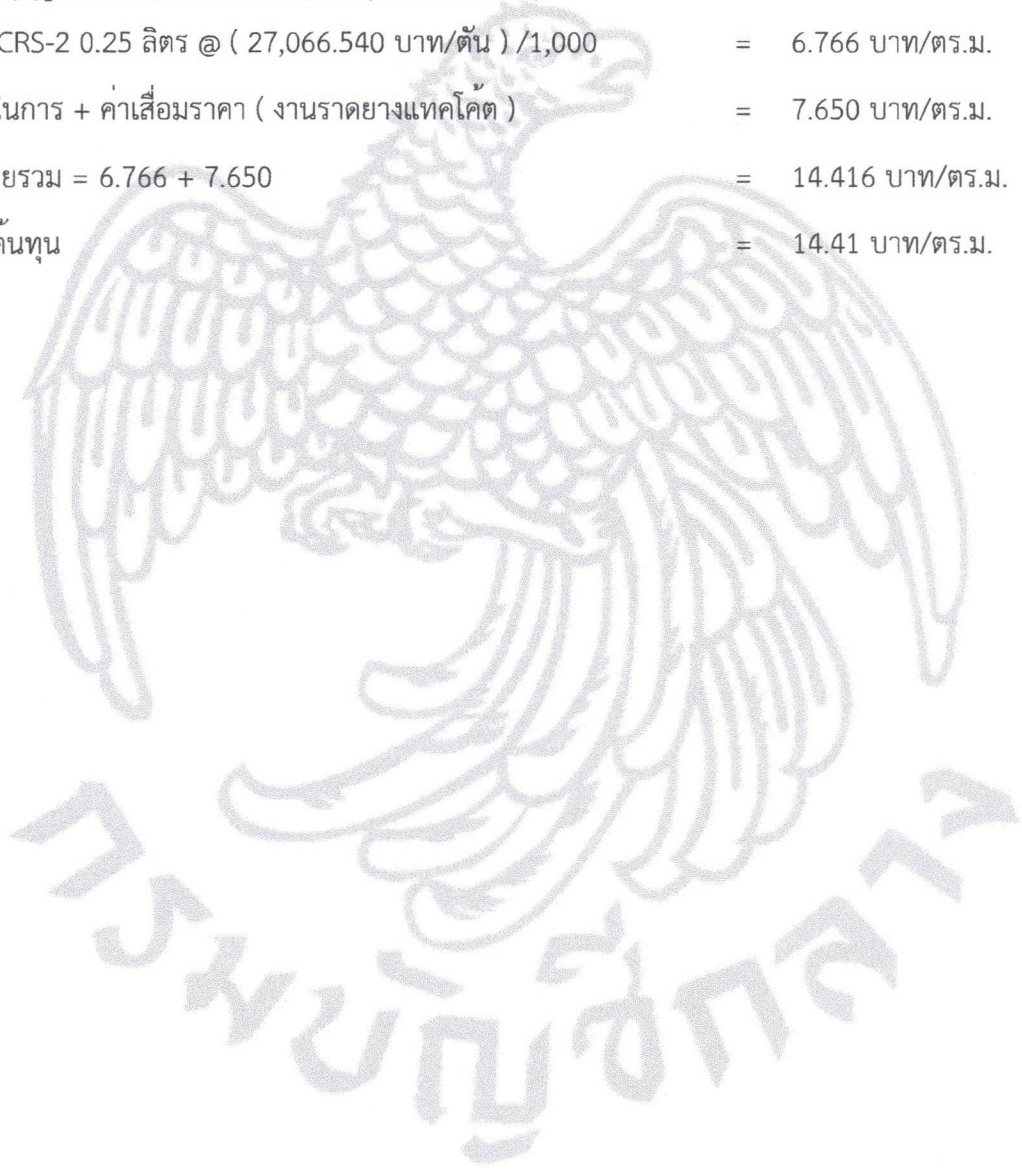 CRS-2 0.25 ลิตร @ ( 27,066.540 บาท/ตัน ) /1,000 = 6.766 บาท/ตร.ม.
นการ + ค่าเสื่อมราคา ( งานราดยางแทคโค้ต ) = 7.650 บาท/ตร.ม.
ยรวม = 6.766 + 7.650 = 14.416 บาท/ตร.ม.
ต้นทุน = 14.41 บาท/ตร.ม.
กรมบัญชีกลาง